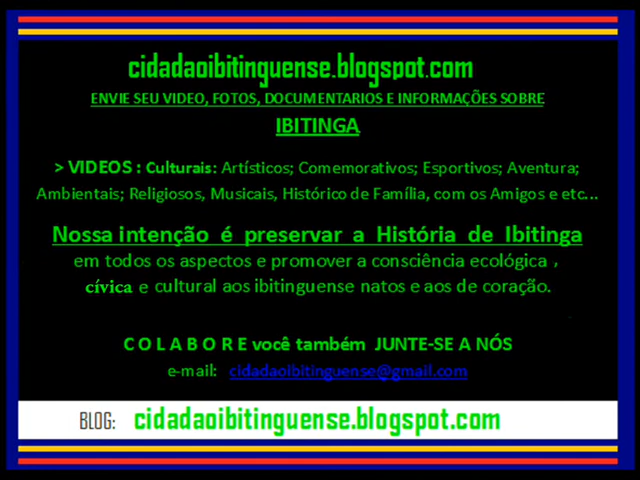 cidadaoibitinguense.blogspot.com
ENVIE SEU VIDEO, FOTOS, DOCUMENTARIOS E INFORMAÇÕES SOBRE
IBITINGA
> VIDEOS : Culturais: Artísticos; Comemorativos; Esportivos; Aventura;
Ambientais; Religiosos, Musicais, Histórico de Família, com os Amigos e etc...
Nossa intenção é preservar a História de Ibitinga
em todos os aspectos e promover a consciência ecológica ,
cívica e cultural aos ibitinguense natos e aos de coração.
C O L A B O R E você também JUNTE-SE A NÓS
e-mail: cidadaoibitinguense@gmail.com
BLOG: cidadaoibitinguense.blogspot.com